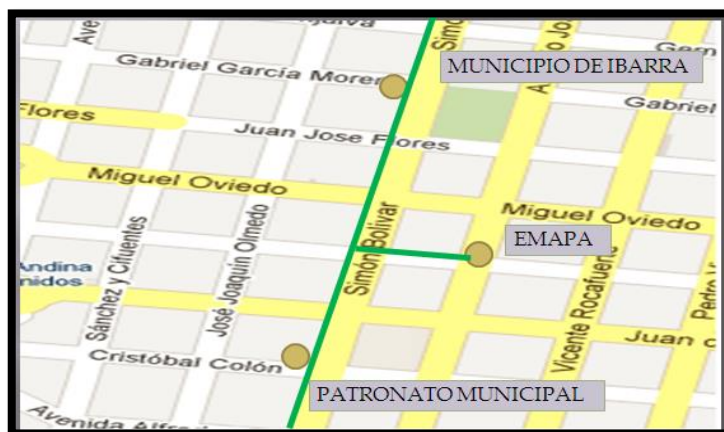 Simón
MUNICIPIO DE IBARRA
Gabriel García Moreno
Gabriel
Flores
Juan Jose Flores
Miguel Oviedo
Miguel Oviedo
EMAPA
Simón Bolívar
Andina
Sánchez y Cifuentes
José Joaquín Olmedo
Vicente Rocafuerte
Juan
Cristóbal Colón
PATRONATO MUNICIPAL
Avenida